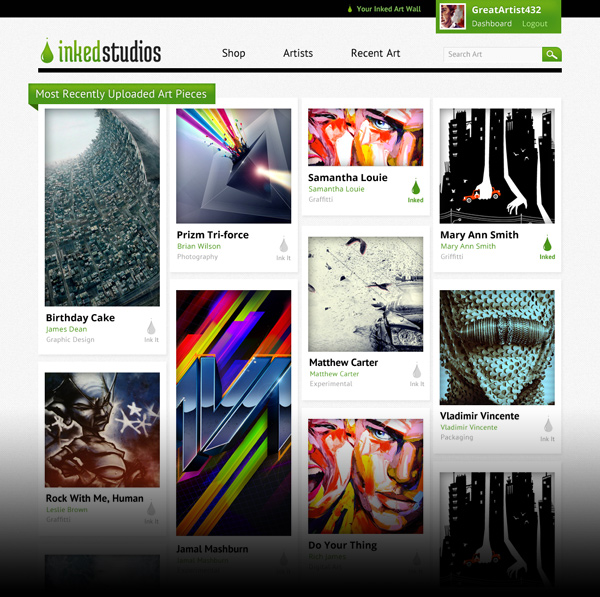 Your Inked Art Wall
GreatArtist432
Dashboard Logout
inkedstudios
Shop Artists Recent Art
Search Art
Most Recently Uploaded Art Pieces
Birthday Cake
James Dean
Graphic Design
Ink It
Rock With Me, Human
Leslie Brown
Graffiti
Ink It
Prizm Tri-force
Brian Wilson
Photography
Ink It
Jamal Mashburn
Jamal Mashburn
Samantha Louie
Samantha Louie
Graffitti
Inked
Matthew Carter
Matthew Carter
Experimental
Ink It
Do Your Thing
Mary Ann Smith
Mary Ann Smith
Griffitti
Inked
Vladimir Vincente
Vladimir Vincente
Packaging
Ink It